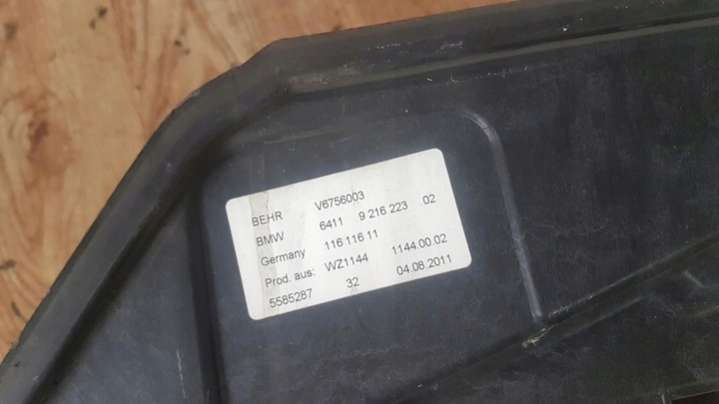 BEHR V6756003
BMW 6411 9 216 223 02
Germany 116 116 11
Prod. aus: WZ1144 1144.00.02
5585287 32 04.08.2011